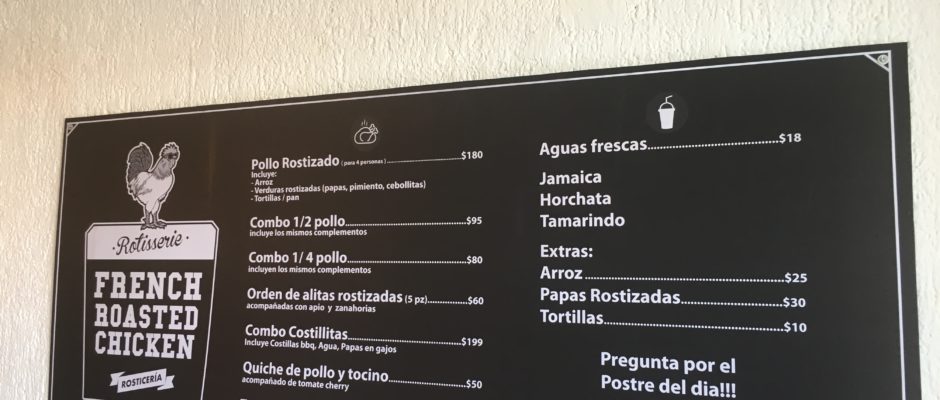 ·Rotisserie·
FRENCH
ROASTED
CHICKEN
ROSTICERÍA
Pollo Rostizado (para 4 personas)...$180
Incluye:
- Arroz
- Verduras rostizadas (papas, pimiento, cebollitas)
- Tortillas / pan
Combo 1/2 pollo...$95
incluye los mismos complementos
Combo 1/ 4 pollo...$80
incluyen los mismos complementos
Orden de alitas rostizadas (5 pz)...$60
acompañadas con apio y zanahorias
Combo Costillitas...$199
Incluye Costillas bbq, Agua, Papas en gajos
Quiche de pollo y tocino...$50
acompañado de tomate cherry
Aguas frescas...$18
Jamaica
Horchata
Tamarindo
Extras:
Arroz...$25
Papas Rostizadas...$30
Tortillas...$10
Pregunta por el
Postre del dia!!!